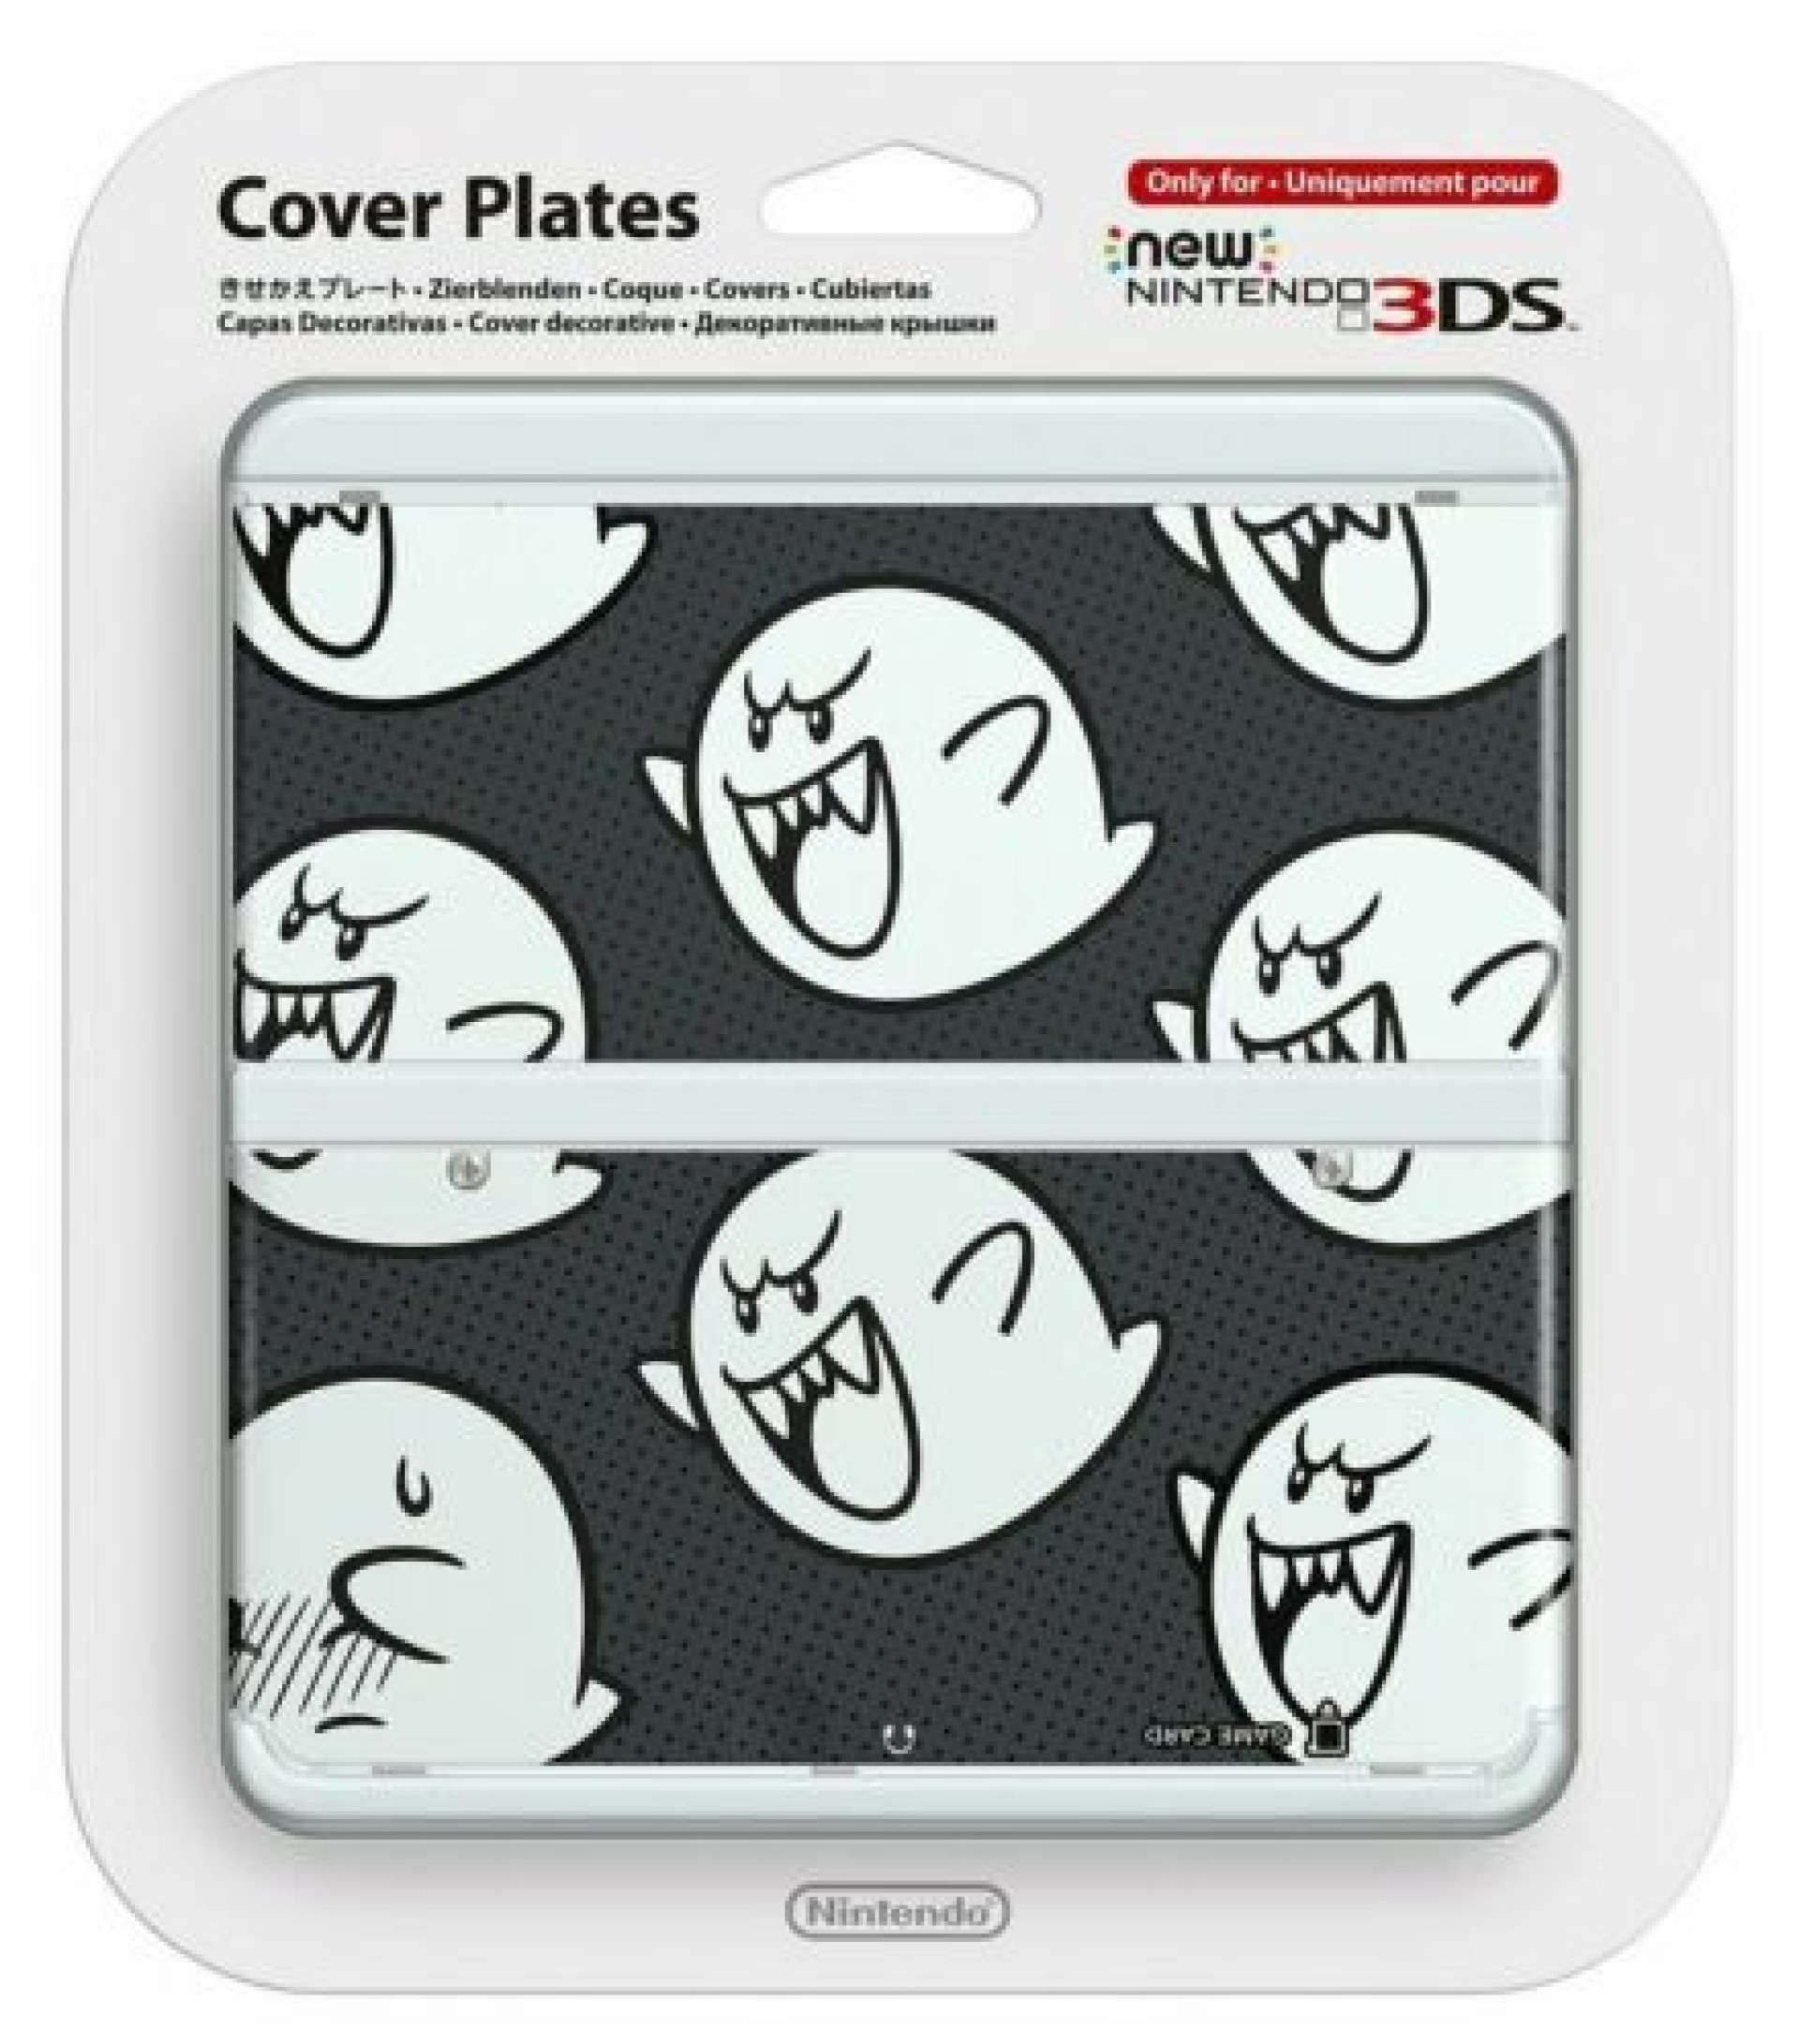 Cover Plates
Only for • Uniquement pour
new
NINTENDO 3DS™
きせかえプレート • Zierblenden • Coque • Covers • Cubiertas
Capas Decorativas • Cover decorative • Декоративные крышки
GAME CARD
Nintendo®